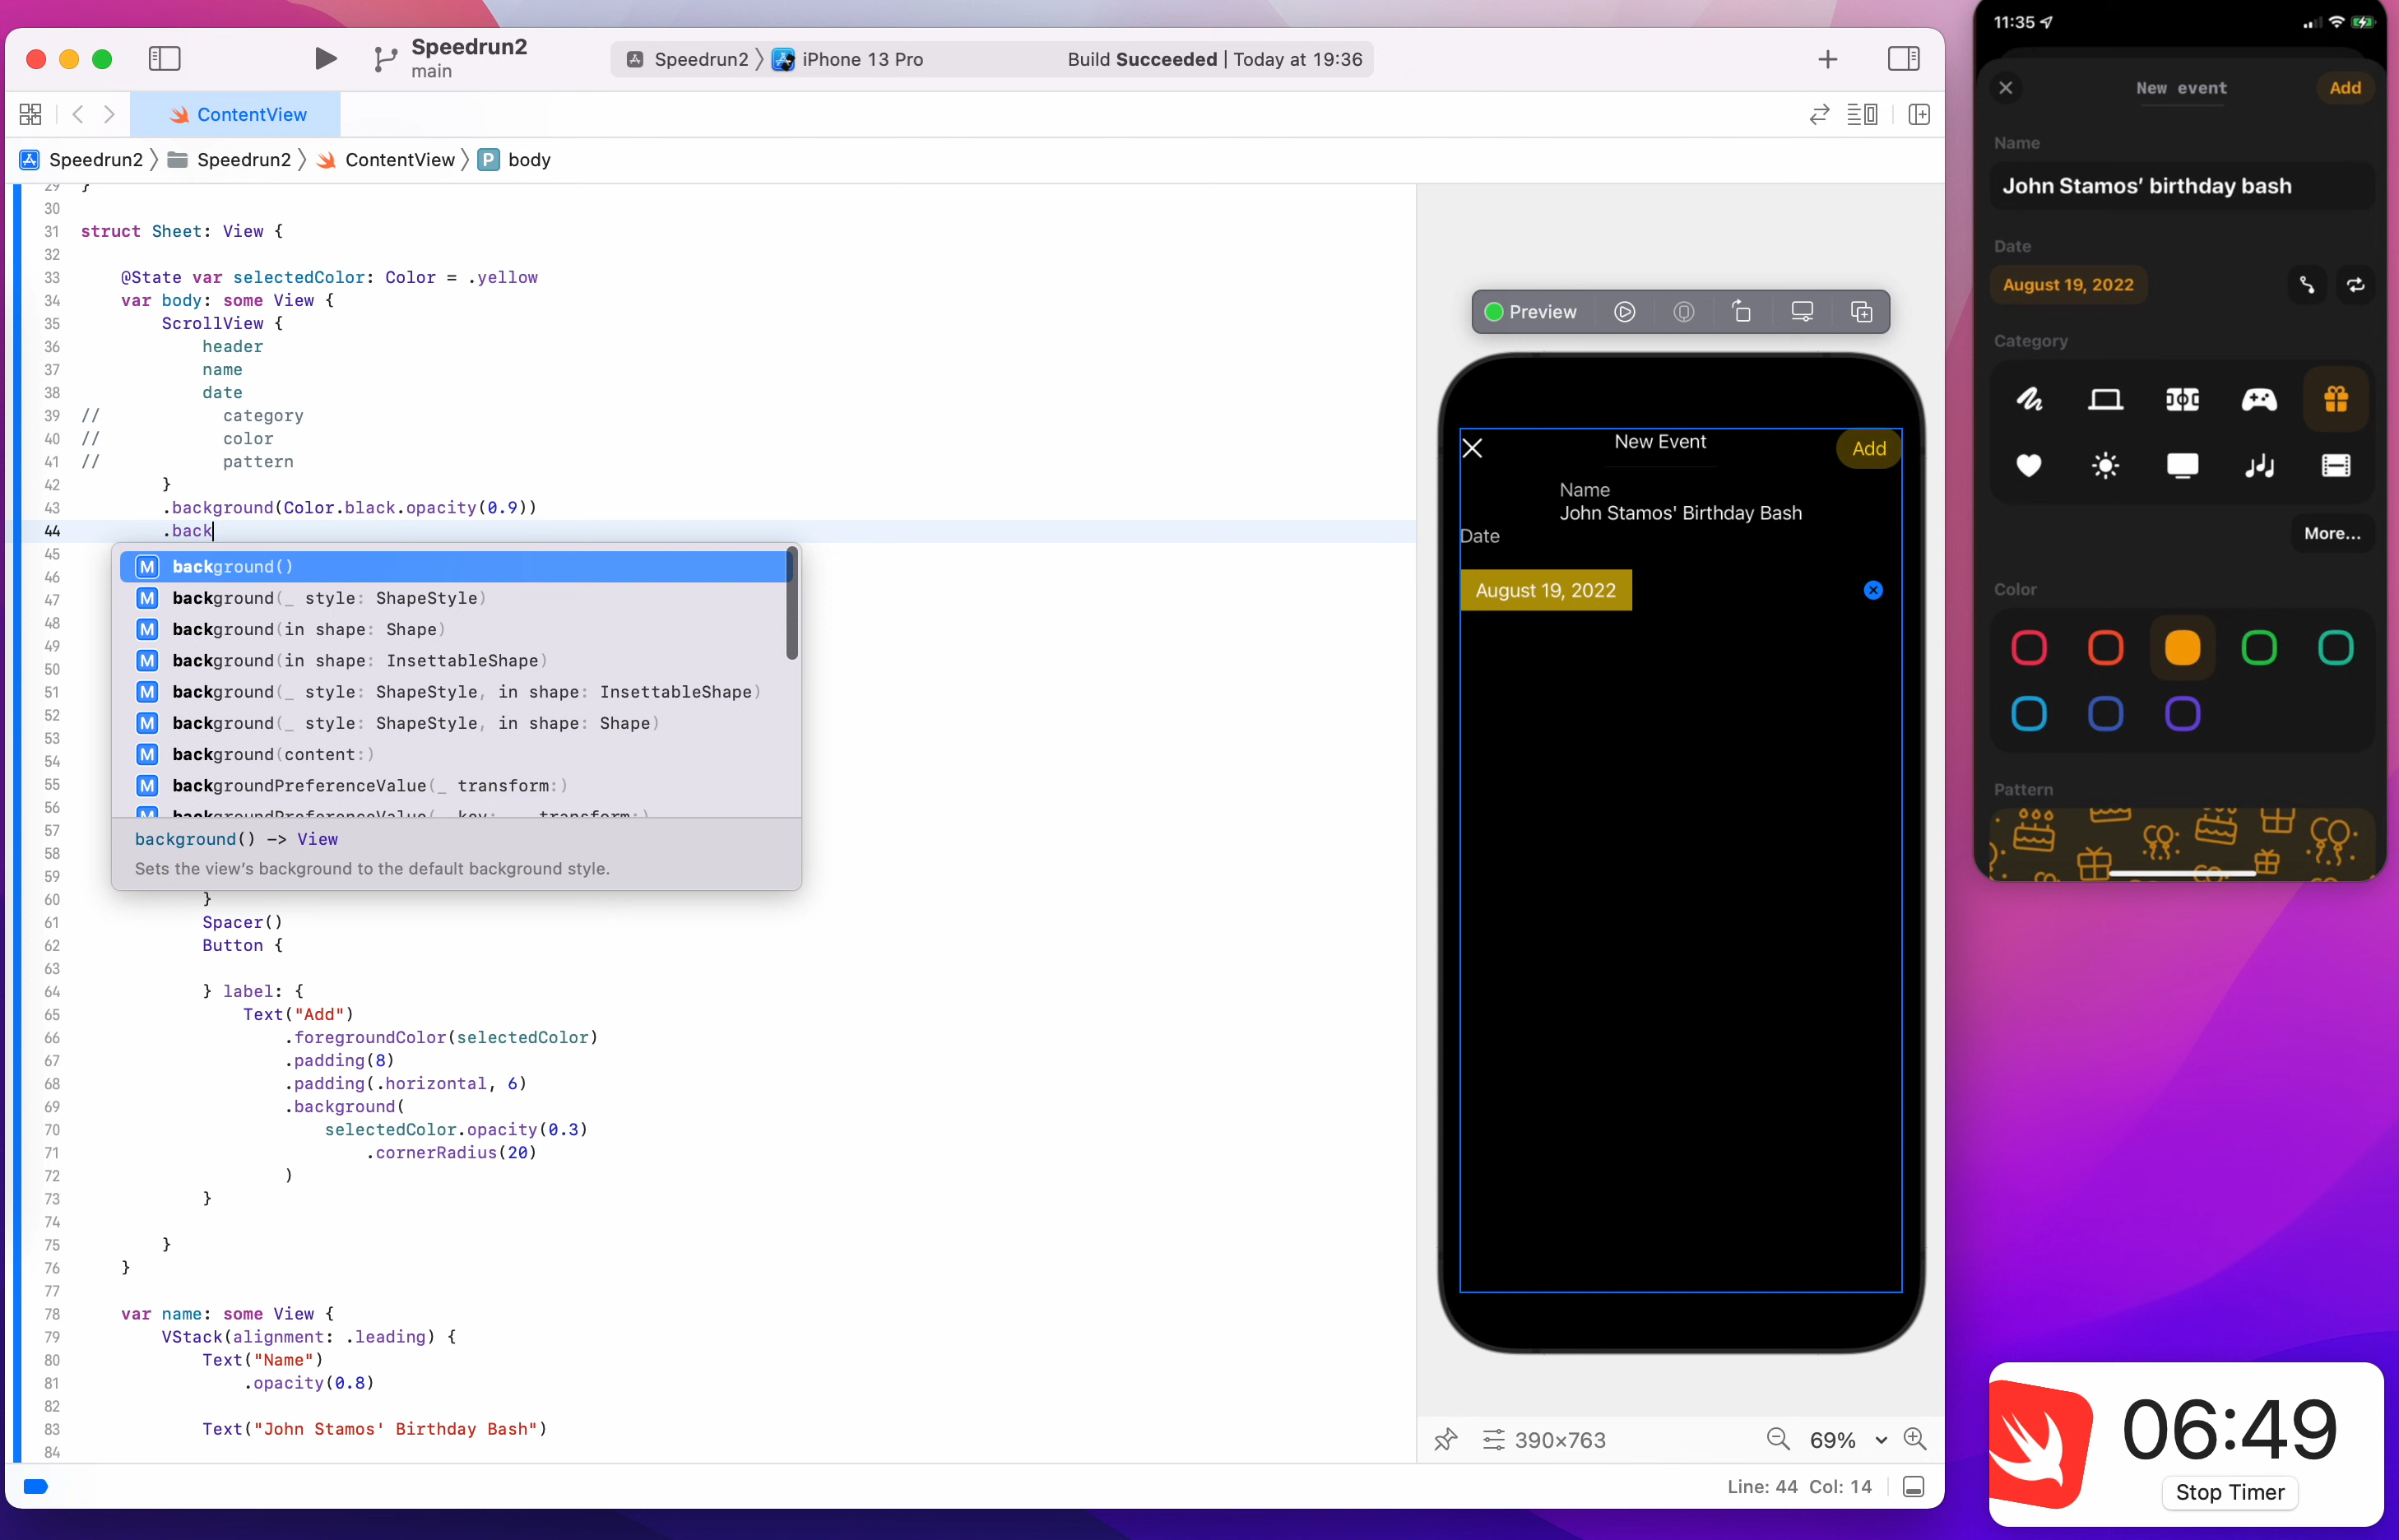 Speedrun2
main
Speedrun2 〉 iPhone 13 Pro
Build Succeeded | Today at 19:36
ContentView
Speedrun2 〉 Speedrun2 〉 ContentView 〉 P body
29 }
30
31 struct Sheet: View {
32
33 @State var selectedColor: Color = .yellow
34 var body: some View {
35 ScrollView {
36 header
37 name
38 date
39 // category
40 // color
41 // pattern
42 }
43 .background(Color.black.opacity(0.9))
44 .back
45
46
47
48
49
50
51
52
53
54
55
56
57
58
59
M background()
M background(_ style: ShapeStyle)
M background(in shape: Shape)
M background(in shape: InsettableShape)
M background(_ style: ShapeStyle, in shape: InsettableShape)
M background(_ style: ShapeStyle, in shape: Shape)
M background(content:)
M backgroundPreferenceValue(_ transform:)
M backgroundPreferenceValue(_ key: _ transform:)
background() -> View
Sets the view's background to the default background style.
60 }
61 Spacer()
62 Button {
63
64 } label: {
65 Text("Add")
66 .foregroundColor(selectedColor)
67 .padding(8)
68 .padding(.horizontal, 6)
69 .background(
70 selectedColor.opacity(0.3)
71 .cornerRadius(20)
72 )
73 }
74
75 }
76 }
77
78 var name: some View {
79 VStack(alignment: .leading) {
80 Text("Name")
81 .opacity(0.8)
82
83 Text("John Stamos' Birthday Bash")
84
Preview
New Event
Add
Name
John Stamos' Birthday Bash
Date
August 19, 2022
390×763
69%
Line: 44 Col: 14
11:35
New event
Add
Name
John Stamos’ birthday bash
Date
August 19, 2022
Category
More...
Color
Pattern
06:49
Stop Timer